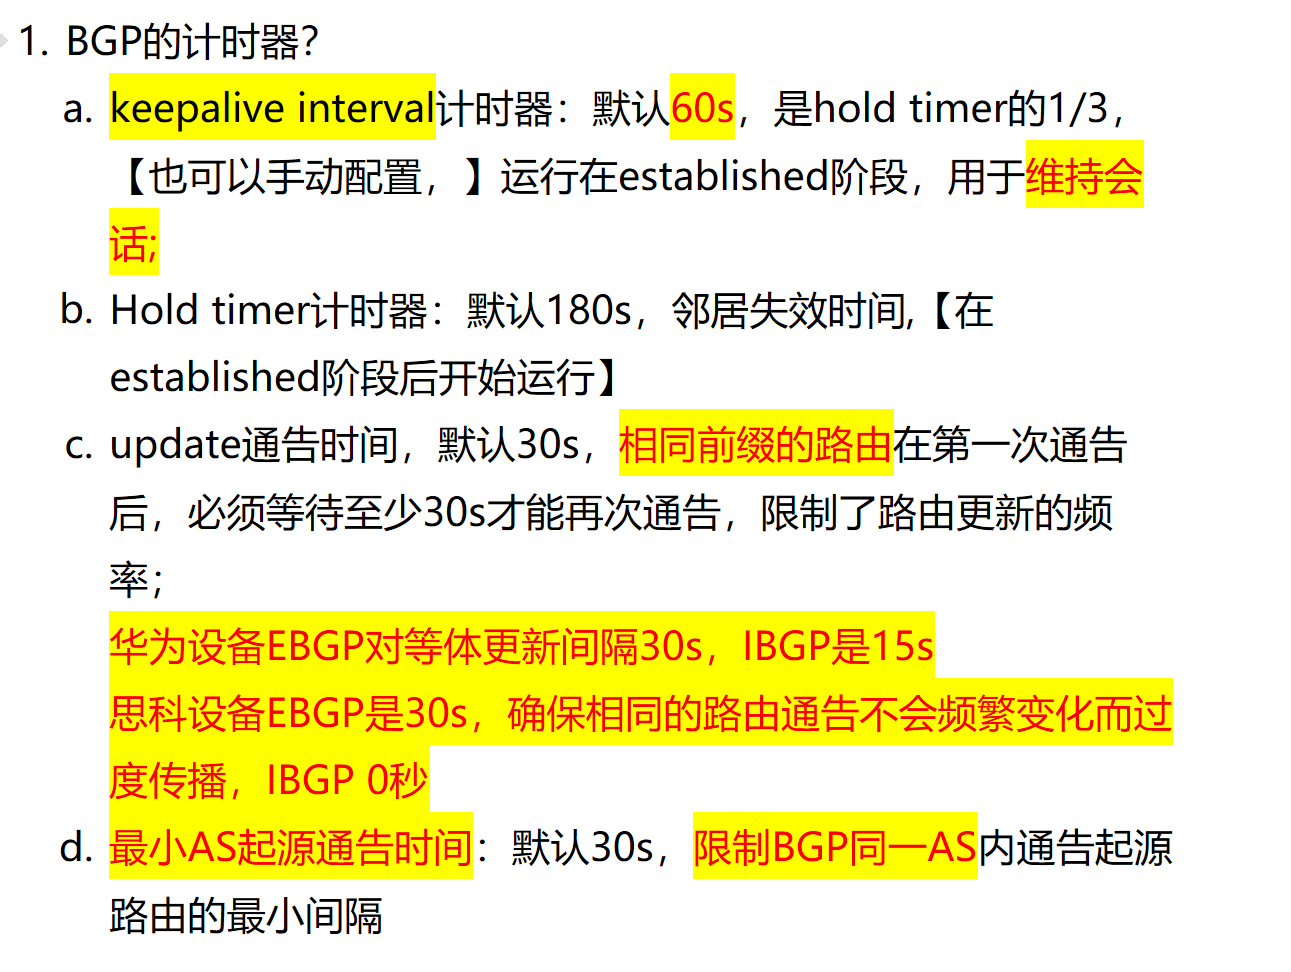 1. BGP的计时器？
a. keepalive interval计时器：默认60s，是hold timer的1/3，
【也可以手动配置，】运行在established阶段，用于维持会
话;
b. Hold timer计时器：默认180s，邻居失效时间,【在
established阶段后开始运行】
c. update通告时间，默认30s，相同前缀的路由在第一次通告
后，必须等待至少30s才能再次通告，限制了路由更新的频
率；
华为设备EBGP对等体更新间隔30s，IBGP是15s
思科设备EBGP是30s，确保相同的路由通告不会频繁变化而过
度传播，IBGP 0秒
d. 最小AS起源通告时间：默认30s，限制BGP同一AS内通告起源
路由的最小间隔